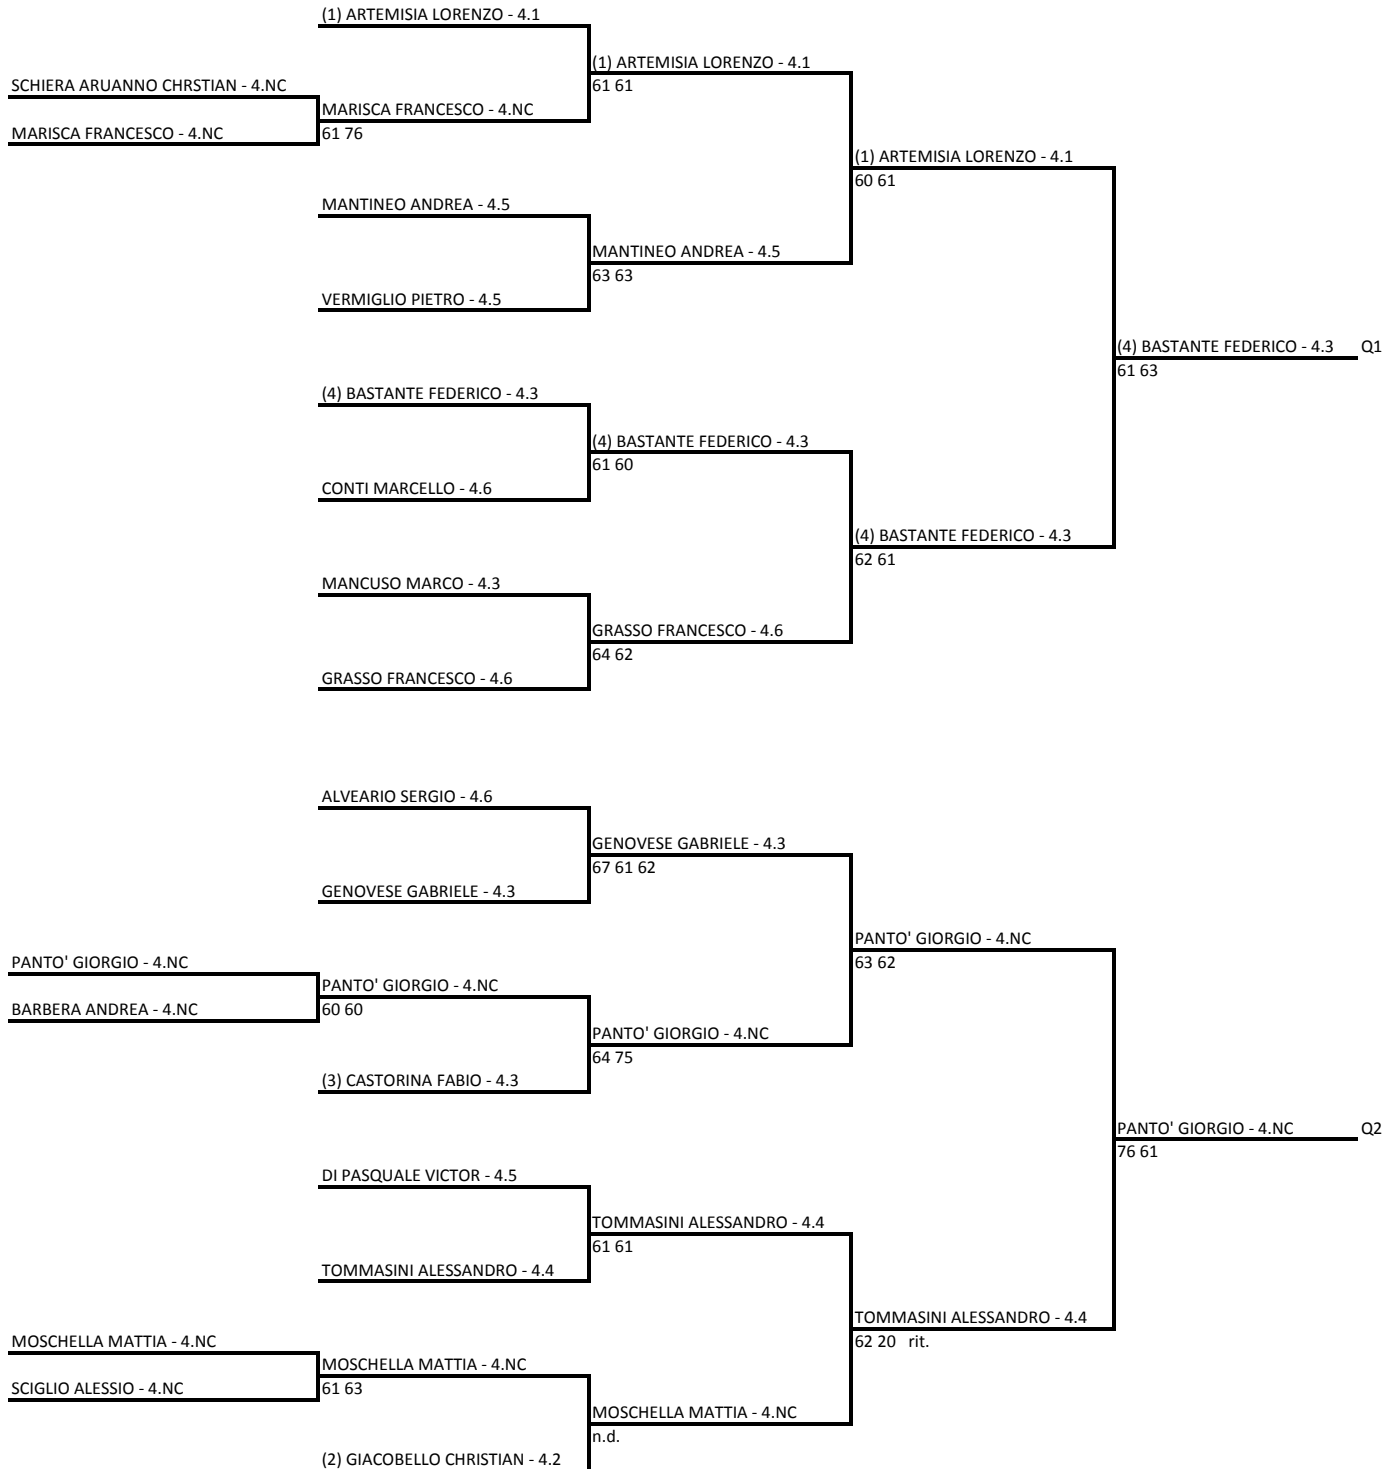 (1) ARTEMISIA LORENZO - 4.1
(1) ARTEMISIA LORENZO - 4.1
SCHIERA ARUANNO CHRSTIAN - 4.NC
61 61
MARISCA FRANCESCO - 4.NC
MARISCA FRANCESCO - 4.NC
61 76
(1) ARTEMISIA LORENZO - 4.1
60 61
MANTINEO ANDREA - 4.5
MANTINEO ANDREA - 4.5
63 63
VERMIGLIO PIETRO - 4.5
(4) BASTANTE FEDERICO - 4.3 Q1
61 63
(4) BASTANTE FEDERICO - 4.3
(4) BASTANTE FEDERICO - 4.3
61 60
CONTI MARCELLO - 4.6
(4) BASTANTE FEDERICO - 4.3
62 61
MANCUSO MARCO - 4.3
GRASSO FRANCESCO - 4.6
64 62
GRASSO FRANCESCO - 4.6
ALVEARIO SERGIO - 4.6
GENOVESE GABRIELE - 4.3
67 61 62
GENOVESE GABRIELE - 4.3
PANTO' GIORGIO - 4.NC
63 62
PANTO' GIORGIO - 4.NC
PANTO' GIORGIO - 4.NC
BARBERA ANDREA - 4.NC
60 60
PANTO' GIORGIO - 4.NC
64 75
(3) CASTORINA FABIO - 4.3
PANTO' GIORGIO - 4.NC Q2
76 61
DI PASQUALE VICTOR - 4.5
TOMMASINI ALESSANDRO - 4.4
61 61
TOMMASINI ALESSANDRO - 4.4
TOMMASINI ALESSANDRO - 4.4
62 20 rit.
MOSCHELLA MATTIA - 4.NC
MOSCHELLA MATTIA - 4.NC
SCIGLIO ALESSIO - 4.NC
61 63
MOSCHELLA MATTIA - 4.NC
n.d.
(2) GIACOBELLO CHRISTIAN - 4.2